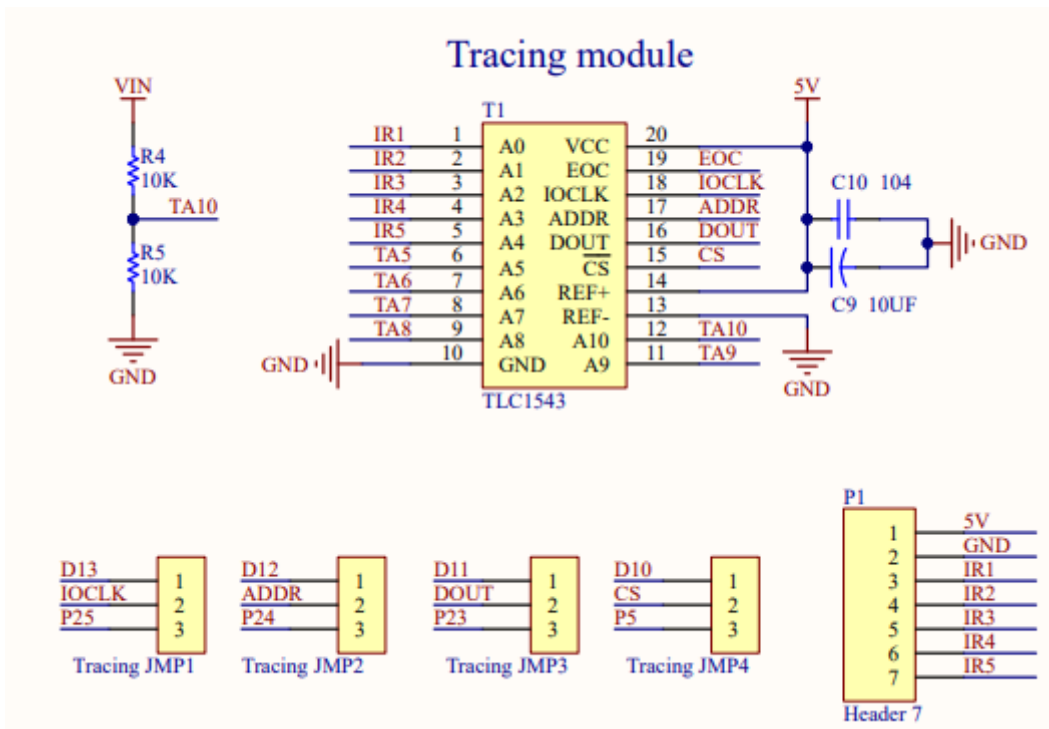 Tracing module
VIN
R4
10K
TA10
R5
10K
GND
T1
IR1 1 A0 VCC 20
IR2 2 A1 EOC 19 EOC
IR3 3 A2 IOCLK 18 IOCLK
IR4 4 A3 ADDR 17 ADDR
IR5 5 A4 DOUT 16 DOUT
TA5 6 A5 CS 15 CS
TA6 7 A6 REF+ 14
TA7 8 A7 REF- 13
TA8 9 A8 A10 12 TA10
GND 10 GND A9 11 TA9
TLC1543
5V
C10 104
GND
C9 10UF
GND
D13 1
IOCLK 2
P25 3
Tracing JMP1
D12 1
ADDR 2
P24 3
Tracing JMP2
D11 1
DOUT 2
P23 3
Tracing JMP3
D10 1
CS 2
P5 3
Tracing JMP4
P1
1 5V
2 GND
3 IR1
4 IR2
5 IR3
6 IR4
7 IR5
Header 7